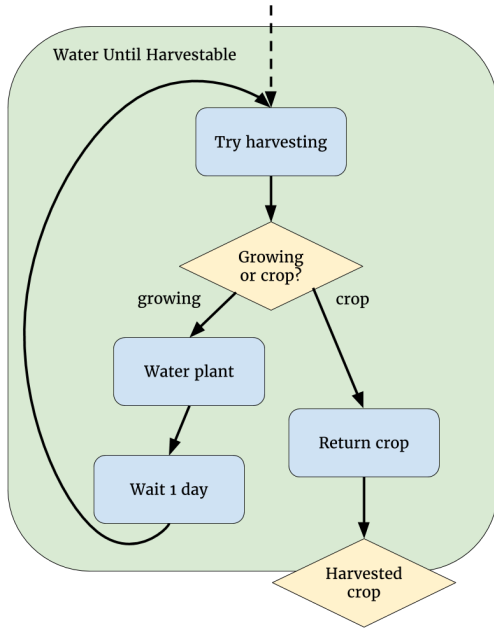 Water Until Harvestable
Try harvesting
Growing
or crop?
growing
crop
Water plant
Return crop
Wait 1 day
Harvested
crop